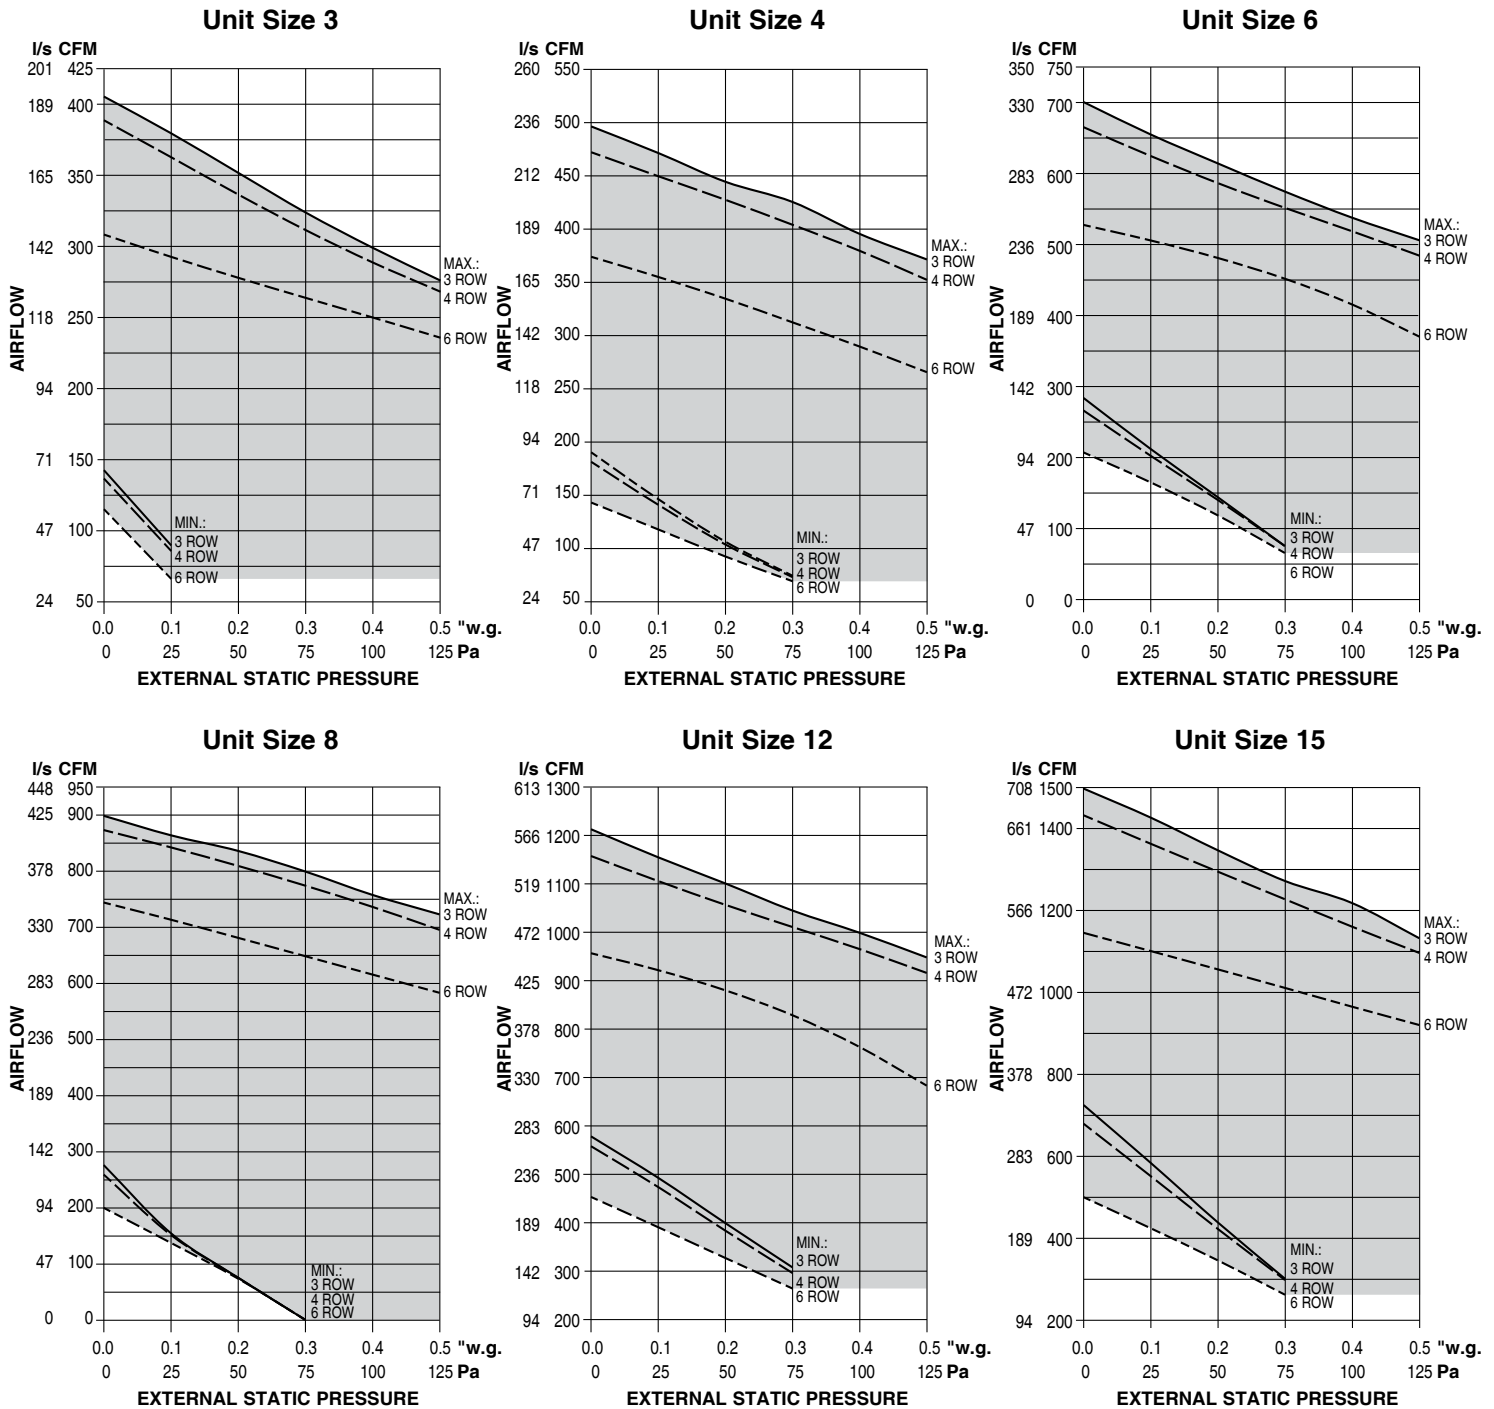 Unit Size 3
l/s CFM
201 425
189 400
165 350
142 300
118 250
94 200
71 150
47 100
24 50
AIRFLOW
MAX.:
3 ROW
4 ROW
6 ROW
MIN.:
3 ROW
4 ROW
6 ROW
0.0 0.1 0.2 0.3 0.4 0.5 "w.g.
0 25 50 75 100 125 Pa
EXTERNAL STATIC PRESSURE
Unit Size 4
l/s CFM
260 550
236 500
212 450
189 400
165 350
142 300
118 250
94 200
71 150
47 100
24 50
AIRFLOW
MAX.:
3 ROW
4 ROW
6 ROW
MIN.:
3 ROW
4 ROW
6 ROW
0.0 0.1 0.2 0.3 0.4 0.5 "w.g.
0 25 50 75 100 125 Pa
EXTERNAL STATIC PRESSURE
Unit Size 6
l/s CFM
350 750
330 700
283 600
236 500
189 400
142 300
94 200
47 100
0 0
AIRFLOW
MAX.:
3 ROW
4 ROW
6 ROW
MIN.:
3 ROW
4 ROW
6 ROW
0.0 0.1 0.2 0.3 0.4 0.5 "w.g.
0 25 50 75 100 125 Pa
EXTERNAL STATIC PRESSURE
Unit Size 8
l/s CFM
448 950
425 900
378 800
330 700
283 600
236 500
189 400
142 300
94 200
47 100
0 0
AIRFLOW
MAX.:
3 ROW
4 ROW
6 ROW
MIN.:
3 ROW
4 ROW
6 ROW
0.0 0.1 0.2 0.3 0.4 0.5 "w.g.
0 25 50 75 100 125 Pa
EXTERNAL STATIC PRESSURE
Unit Size 12
l/s CFM
613 1300
566 1200
519 1100
472 1000
425 900
378 800
330 700
283 600
236 500
189 400
142 300
94 200
AIRFLOW
MAX.:
3 ROW
4 ROW
6 ROW
MIN.:
3 ROW
4 ROW
6 ROW
0.0 0.1 0.2 0.3 0.4 0.5 "w.g.
0 25 50 75 100 125 Pa
EXTERNAL STATIC PRESSURE
Unit Size 15
l/s CFM
708 1500
661 1400
566 1200
472 1000
378 800
283 600
189 400
94 200
AIRFLOW
MAX.:
3 ROW
4 ROW
6 ROW
MIN.:
3 ROW
4 ROW
6 ROW
0.0 0.1 0.2 0.3 0.4 0.5 "w.g.
0 25 50 75 100 125 Pa
EXTERNAL STATIC PRESSURE